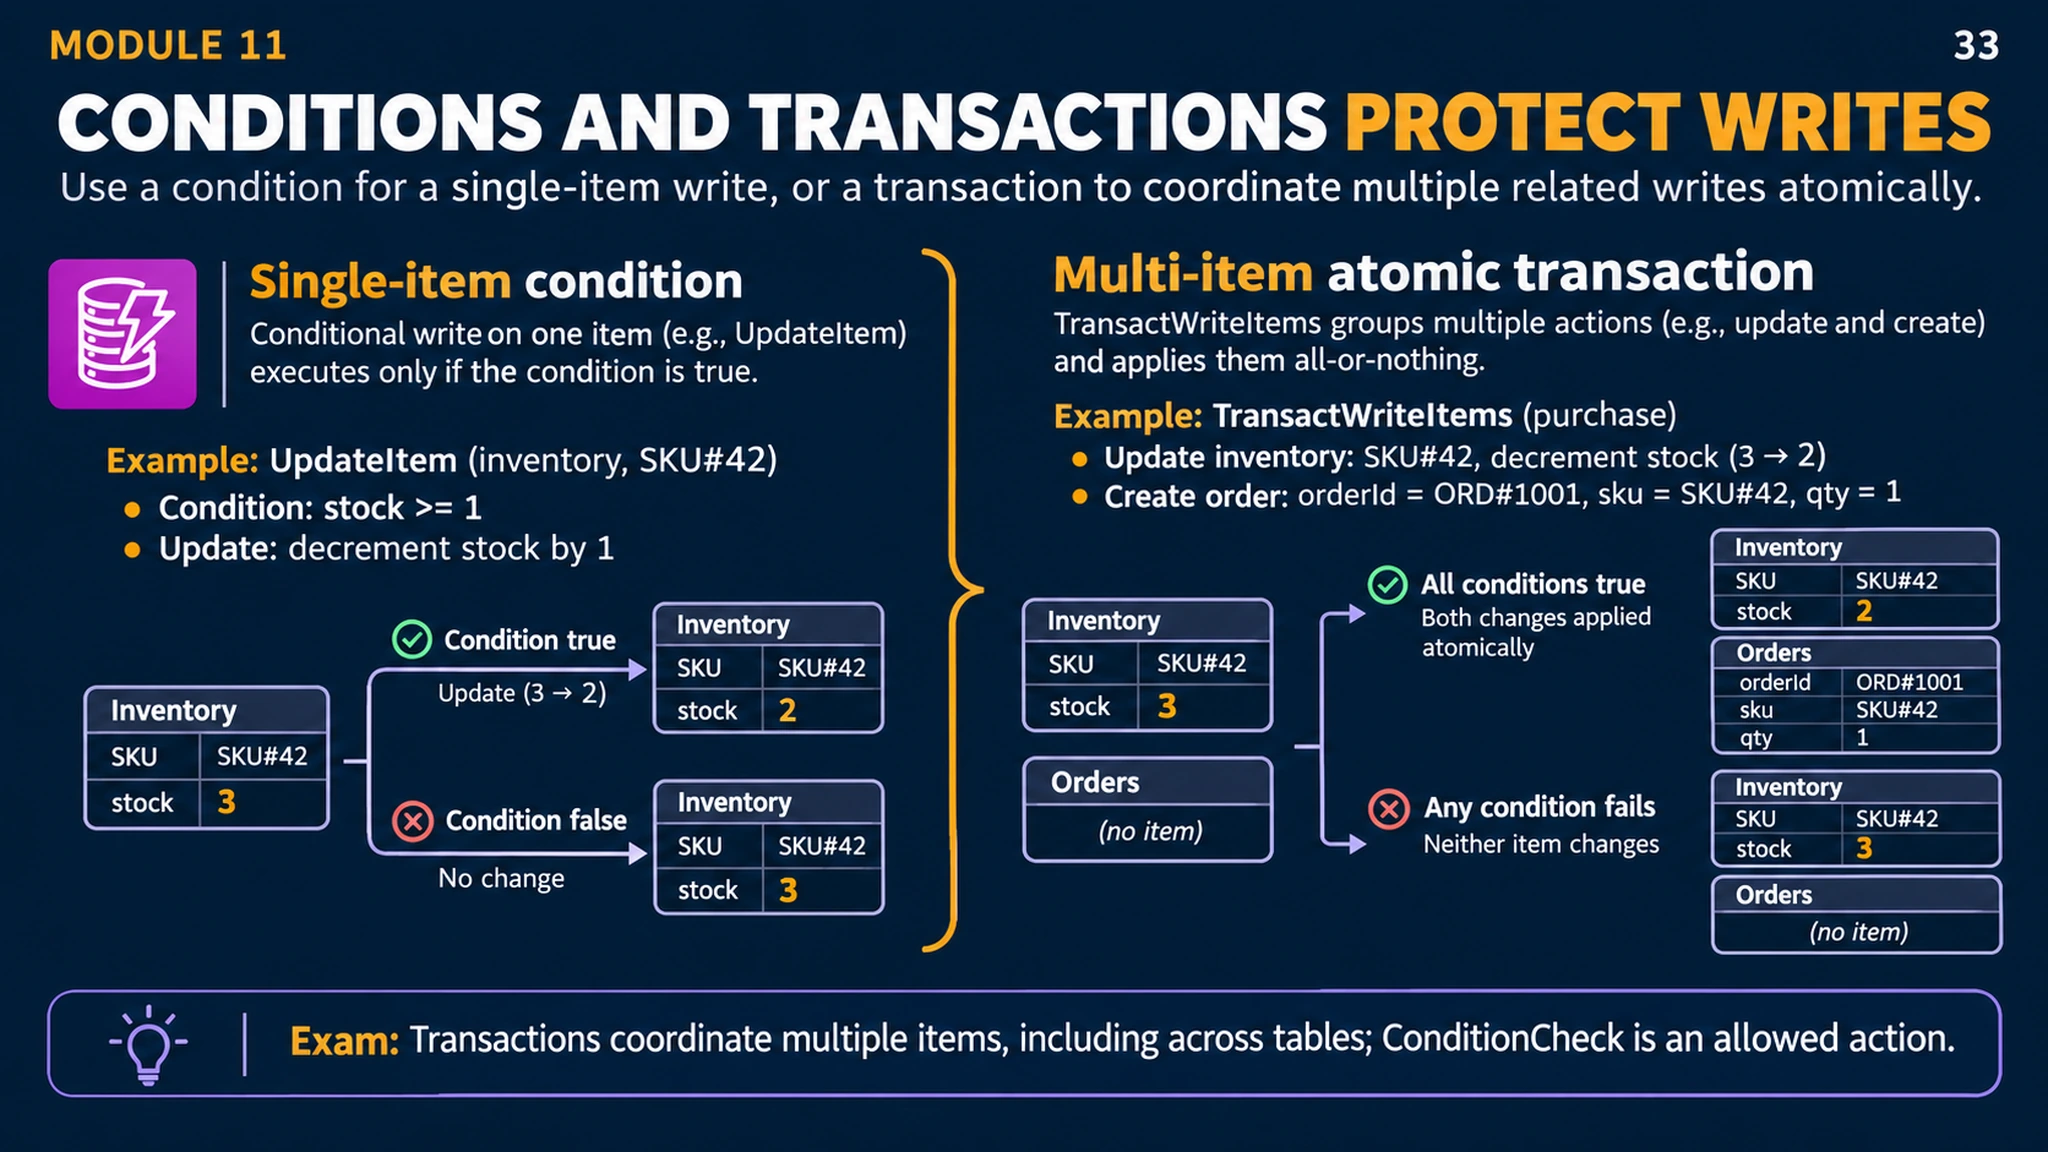 MODULE 11
33
CONDITIONS AND TRANSACTIONS PROTECT WRITES
Use a condition for a single-item write, or a transaction to coordinate multiple related writes atomically.
Single-item condition
Conditional write on one item (e.g., UpdateItem)
executes only if the condition is true.
Example: UpdateItem (inventory, SKU#42)
• Condition: stock >= 1
• Update: decrement stock by 1
Inventory
SKU SKU#42
stock 3
Condition true
Update (3 → 2)
Inventory
SKU SKU#42
stock 2
Condition false
No change
Inventory
SKU SKU#42
stock 3
Multi-item atomic transaction
TransactWriteItems groups multiple actions (e.g., update and create)
and applies them all-or-nothing.
Example: TransactWriteItems (purchase)
• Update inventory: SKU#42, decrement stock (3 → 2)
• Create order: orderId = ORD#1001, sku = SKU#42, qty = 1
Inventory
SKU SKU#42
stock 3
Orders
(no item)
All conditions true
Both changes applied
atomically
Inventory
SKU SKU#42
stock 2
Orders
orderId ORD#1001
sku SKU#42
qty 1
Any condition fails
Neither item changes
Inventory
SKU SKU#42
stock 3
Orders
(no item)
Exam: Transactions coordinate multiple items, including across tables; ConditionCheck is an allowed action.